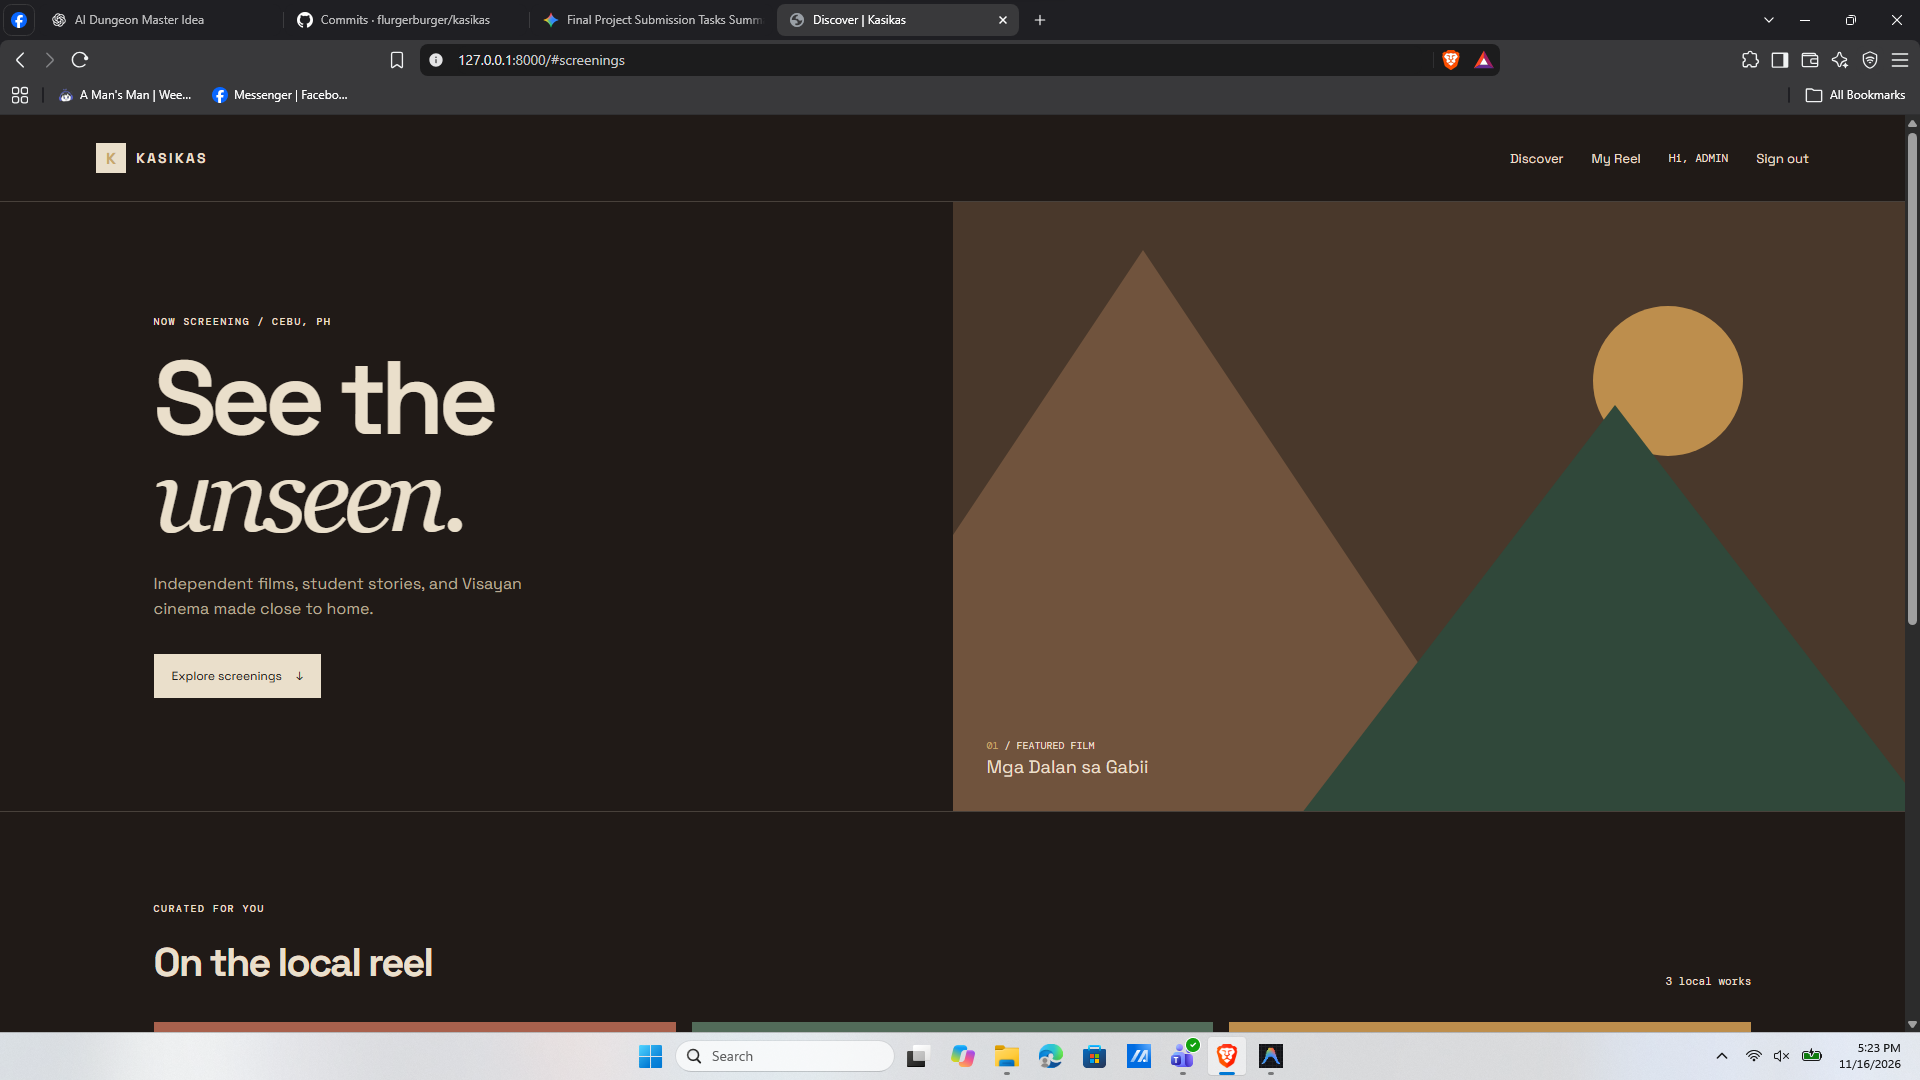 AI Dungeon Master Idea
Commits · flurgerburger/kasikas
Final Project Submission Tasks Summ
Discover | Kasikas
127.0.0.1:8000/#screenings
A Man's Man | Wee...
Messenger | Facebo...
All Bookmarks
K KASIKAS
Discover
My Reel
Hi, ADMIN
Sign out
NOW SCREENING / CEBU, PH
See the
unseen.
Independent films, student stories, and Visayan
cinema made close to home.
Explore screenings ↓
01 / FEATURED FILM
Mga Dalan sa Gabii
CURATED FOR YOU
On the local reel
3 local works
Search
5:23 PM
11/16/2026